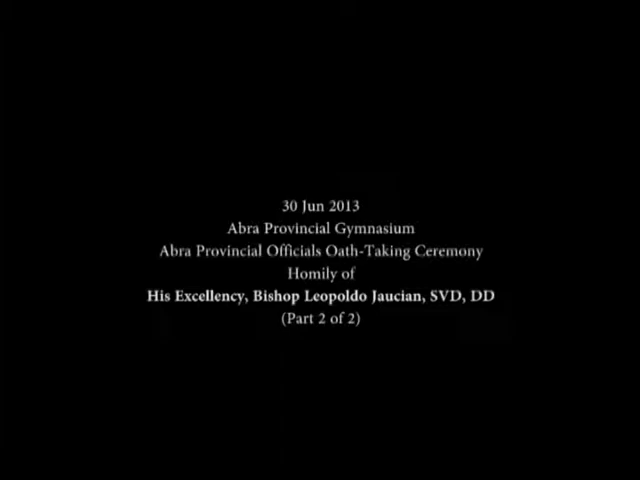 30 Jun 2013
Abra Provincial Gymnasium
Abra Provincial Officials Oath-Taking Ceremony
Homily of
His Excellency, Bishop Leopoldo Jaucian, SVD, DD
(Part 2 of 2)